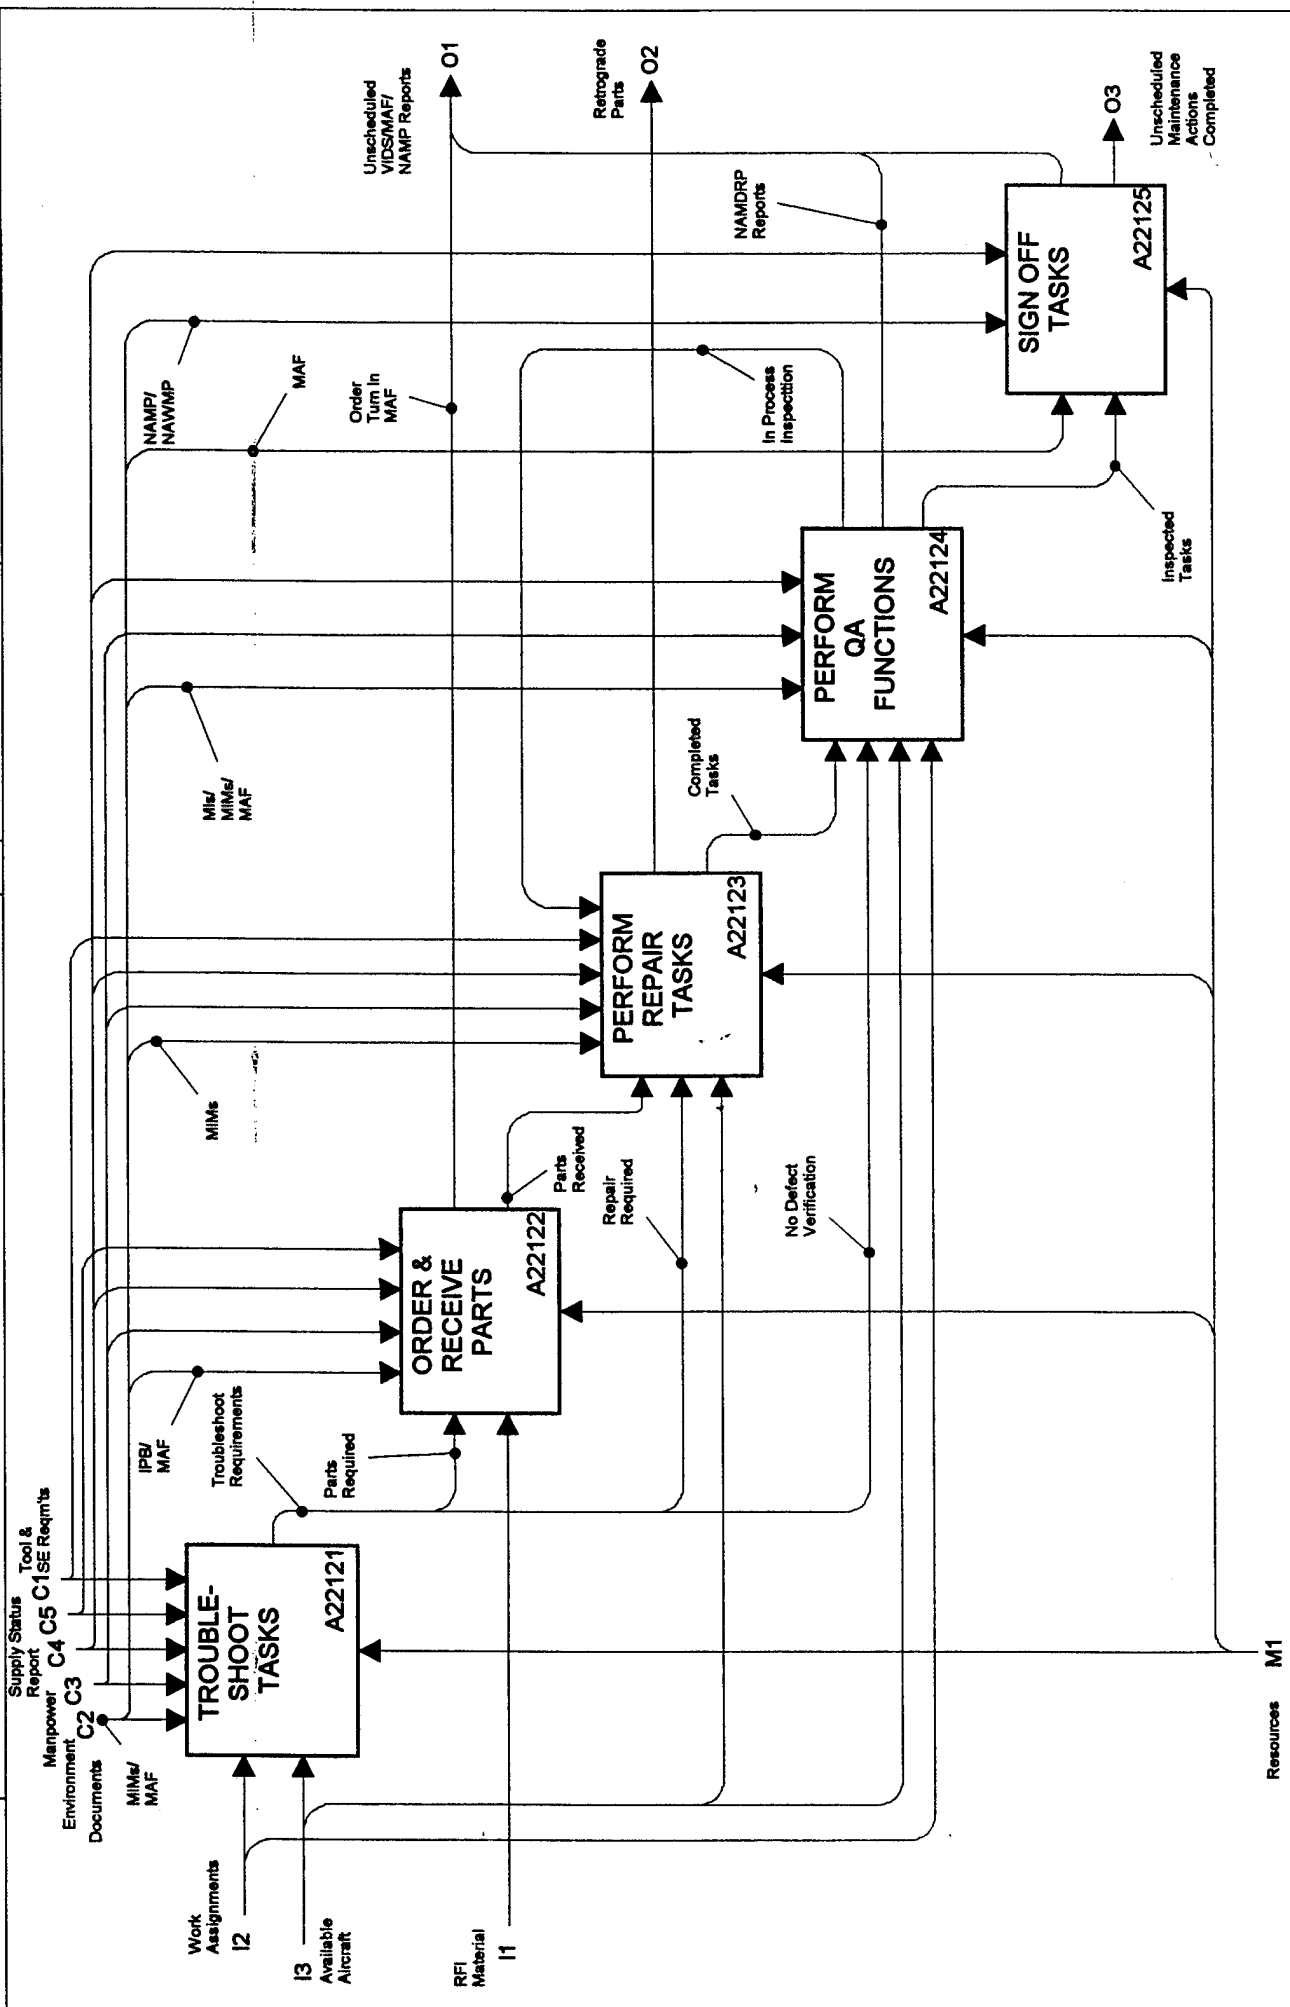 Tool &
C1 SE Reqm'ts
Supply Status
Report
C5
C4
Manpower
C3
Environment
C2
Documents
MIMs/
MAF
Work
Assignments
I2
I3
Available
Aircraft
RFI
Material
I1
TROUBLE-
SHOOT
TASKS
A22121
Troubleshoot
Requirements
Parts
Required
IPB/
MAF
ORDER &
RECEIVE
PARTS
A22122
Parts
Received
Repair
Required
No Defect
Verification
MIMs
PERFORM
REPAIR
TASKS
A22123
Completed
Tasks
MIs/
MIMs/
MAF
PERFORM
QA
FUNCTIONS
A22124
In Process
Inspecttion
Inspected
Tasks
NAMP/
NAWMP
MAF
Order
Turn In
MAF
NAMDRP
Reports
SIGN OFF
TASKS
A22125
Unscheduled
VIDS/MAF/
NAMP Reports
O1
Retrograde
Parts
O2
O3
Unscheduled
Maintenance
Actions
Completed
Resources
M1